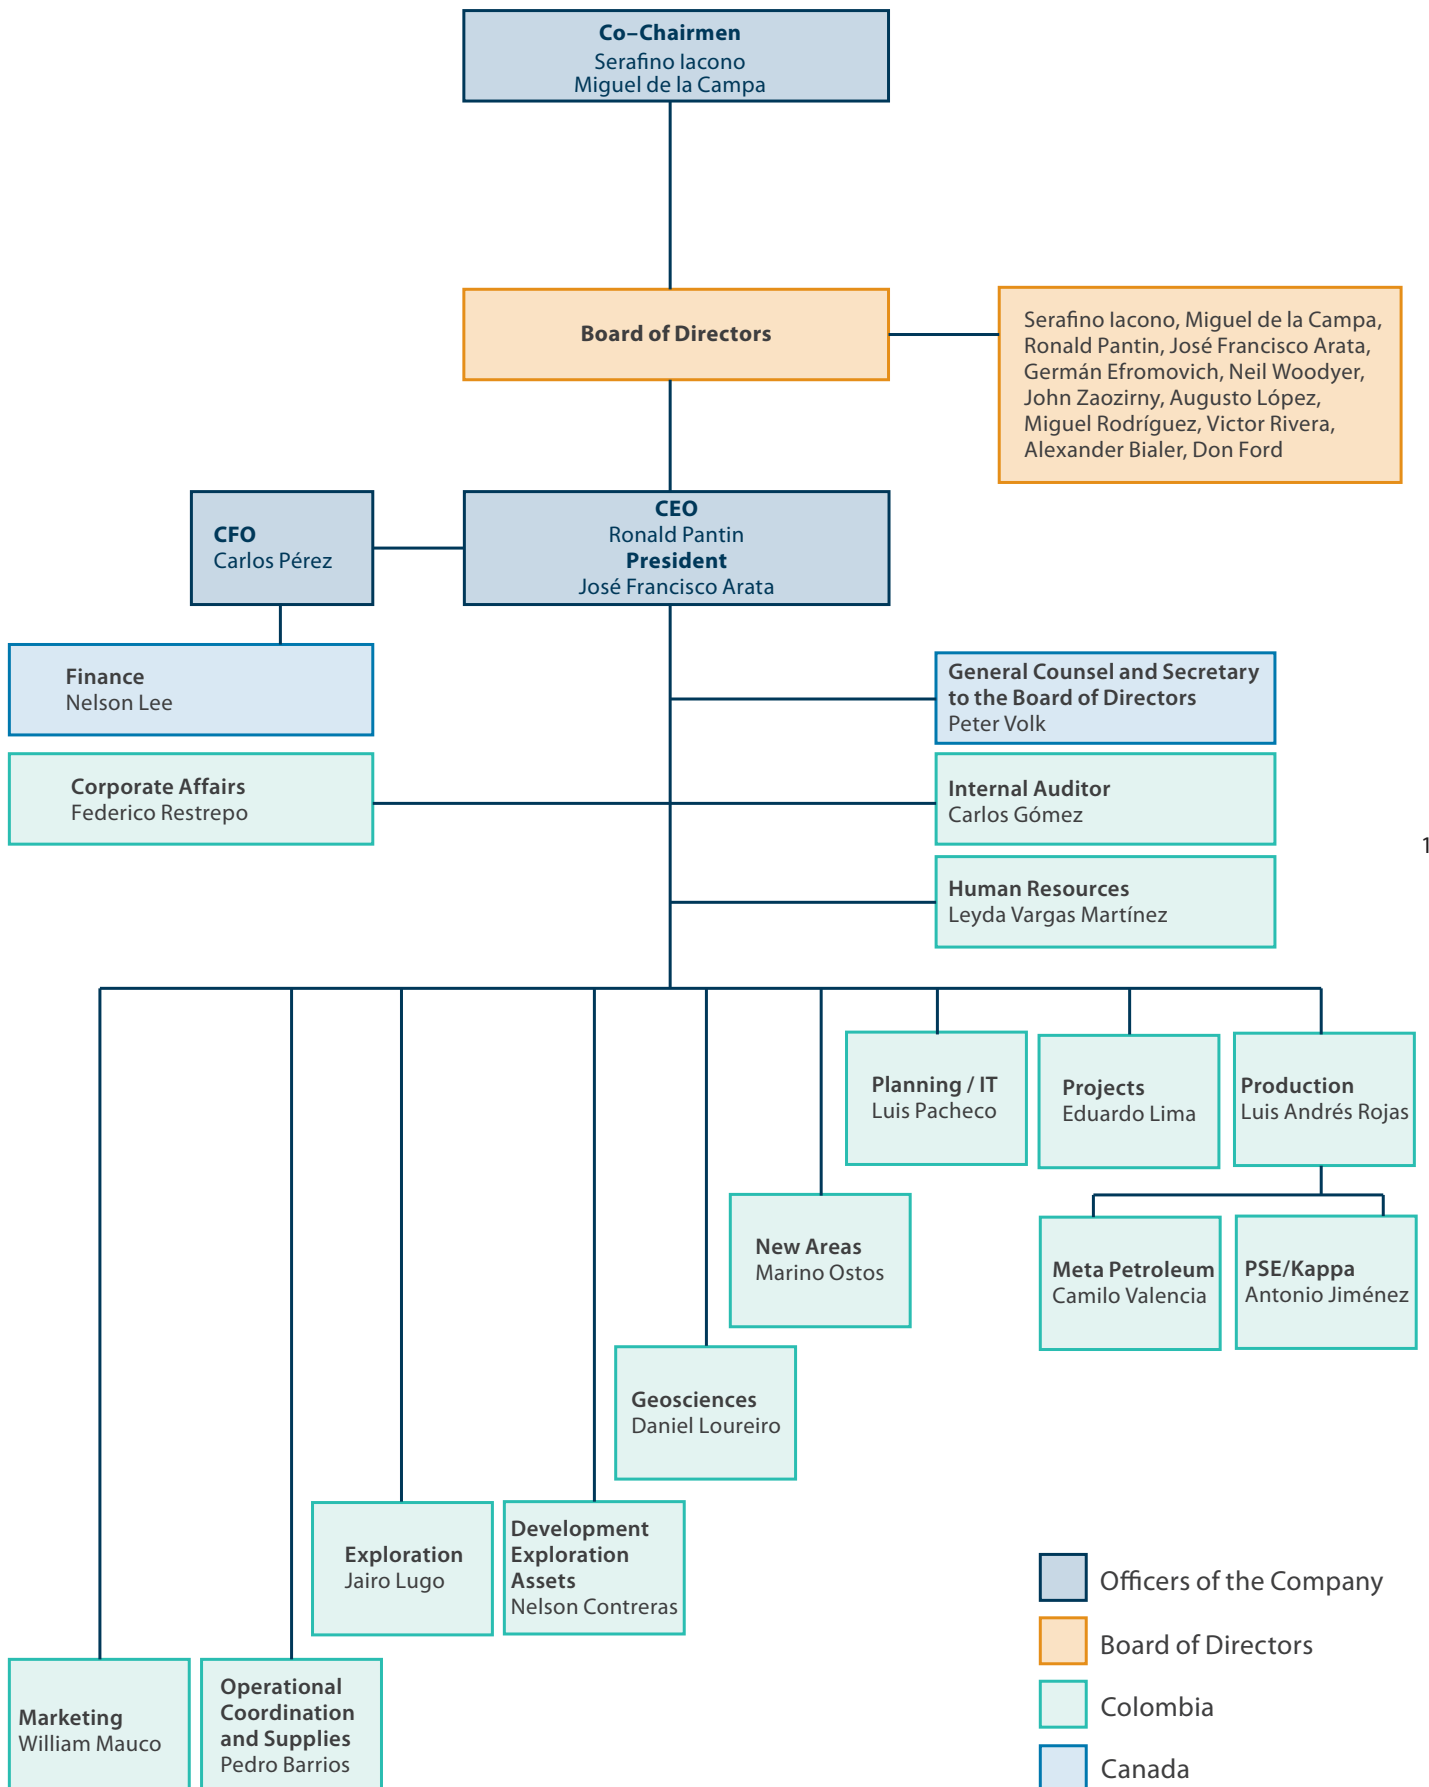 Co–Chairmen
Serafino Iacono
Miguel de la Campa
Board of Directors
Serafino Iacono, Miguel de la Campa,
Ronald Pantin, José Francisco Arata,
Germán Efromovich, Neil Woodyer,
John Zaozirny, Augusto López,
Miguel Rodríguez, Victor Rivera,
Alexander Bialer, Don Ford
CFO
Carlos Pérez
CEO
Ronald Pantin
President
José Francisco Arata
Finance
Nelson Lee
General Counsel and Secretary
to the Board of Directors
Peter Volk
Corporate Affairs
Federico Restrepo
Internal Auditor
Carlos Gómez
1
Human Resources
Leyda Vargas Martínez
Planning / IT
Luis Pacheco
Projects
Eduardo Lima
Production
Luis Andrés Rojas
New Areas
Marino Ostos
Meta Petroleum
Camilo Valencia
PSE/Kappa
Antonio Jiménez
Geosciences
Daniel Loureiro
Exploration
Jairo Lugo
Development
Exploration
Assets
Nelson Contreras
Marketing
William Mauco
Operational
Coordination
and Supplies
Pedro Barrios
Officers of the Company
Board of Directors
Colombia
Canada